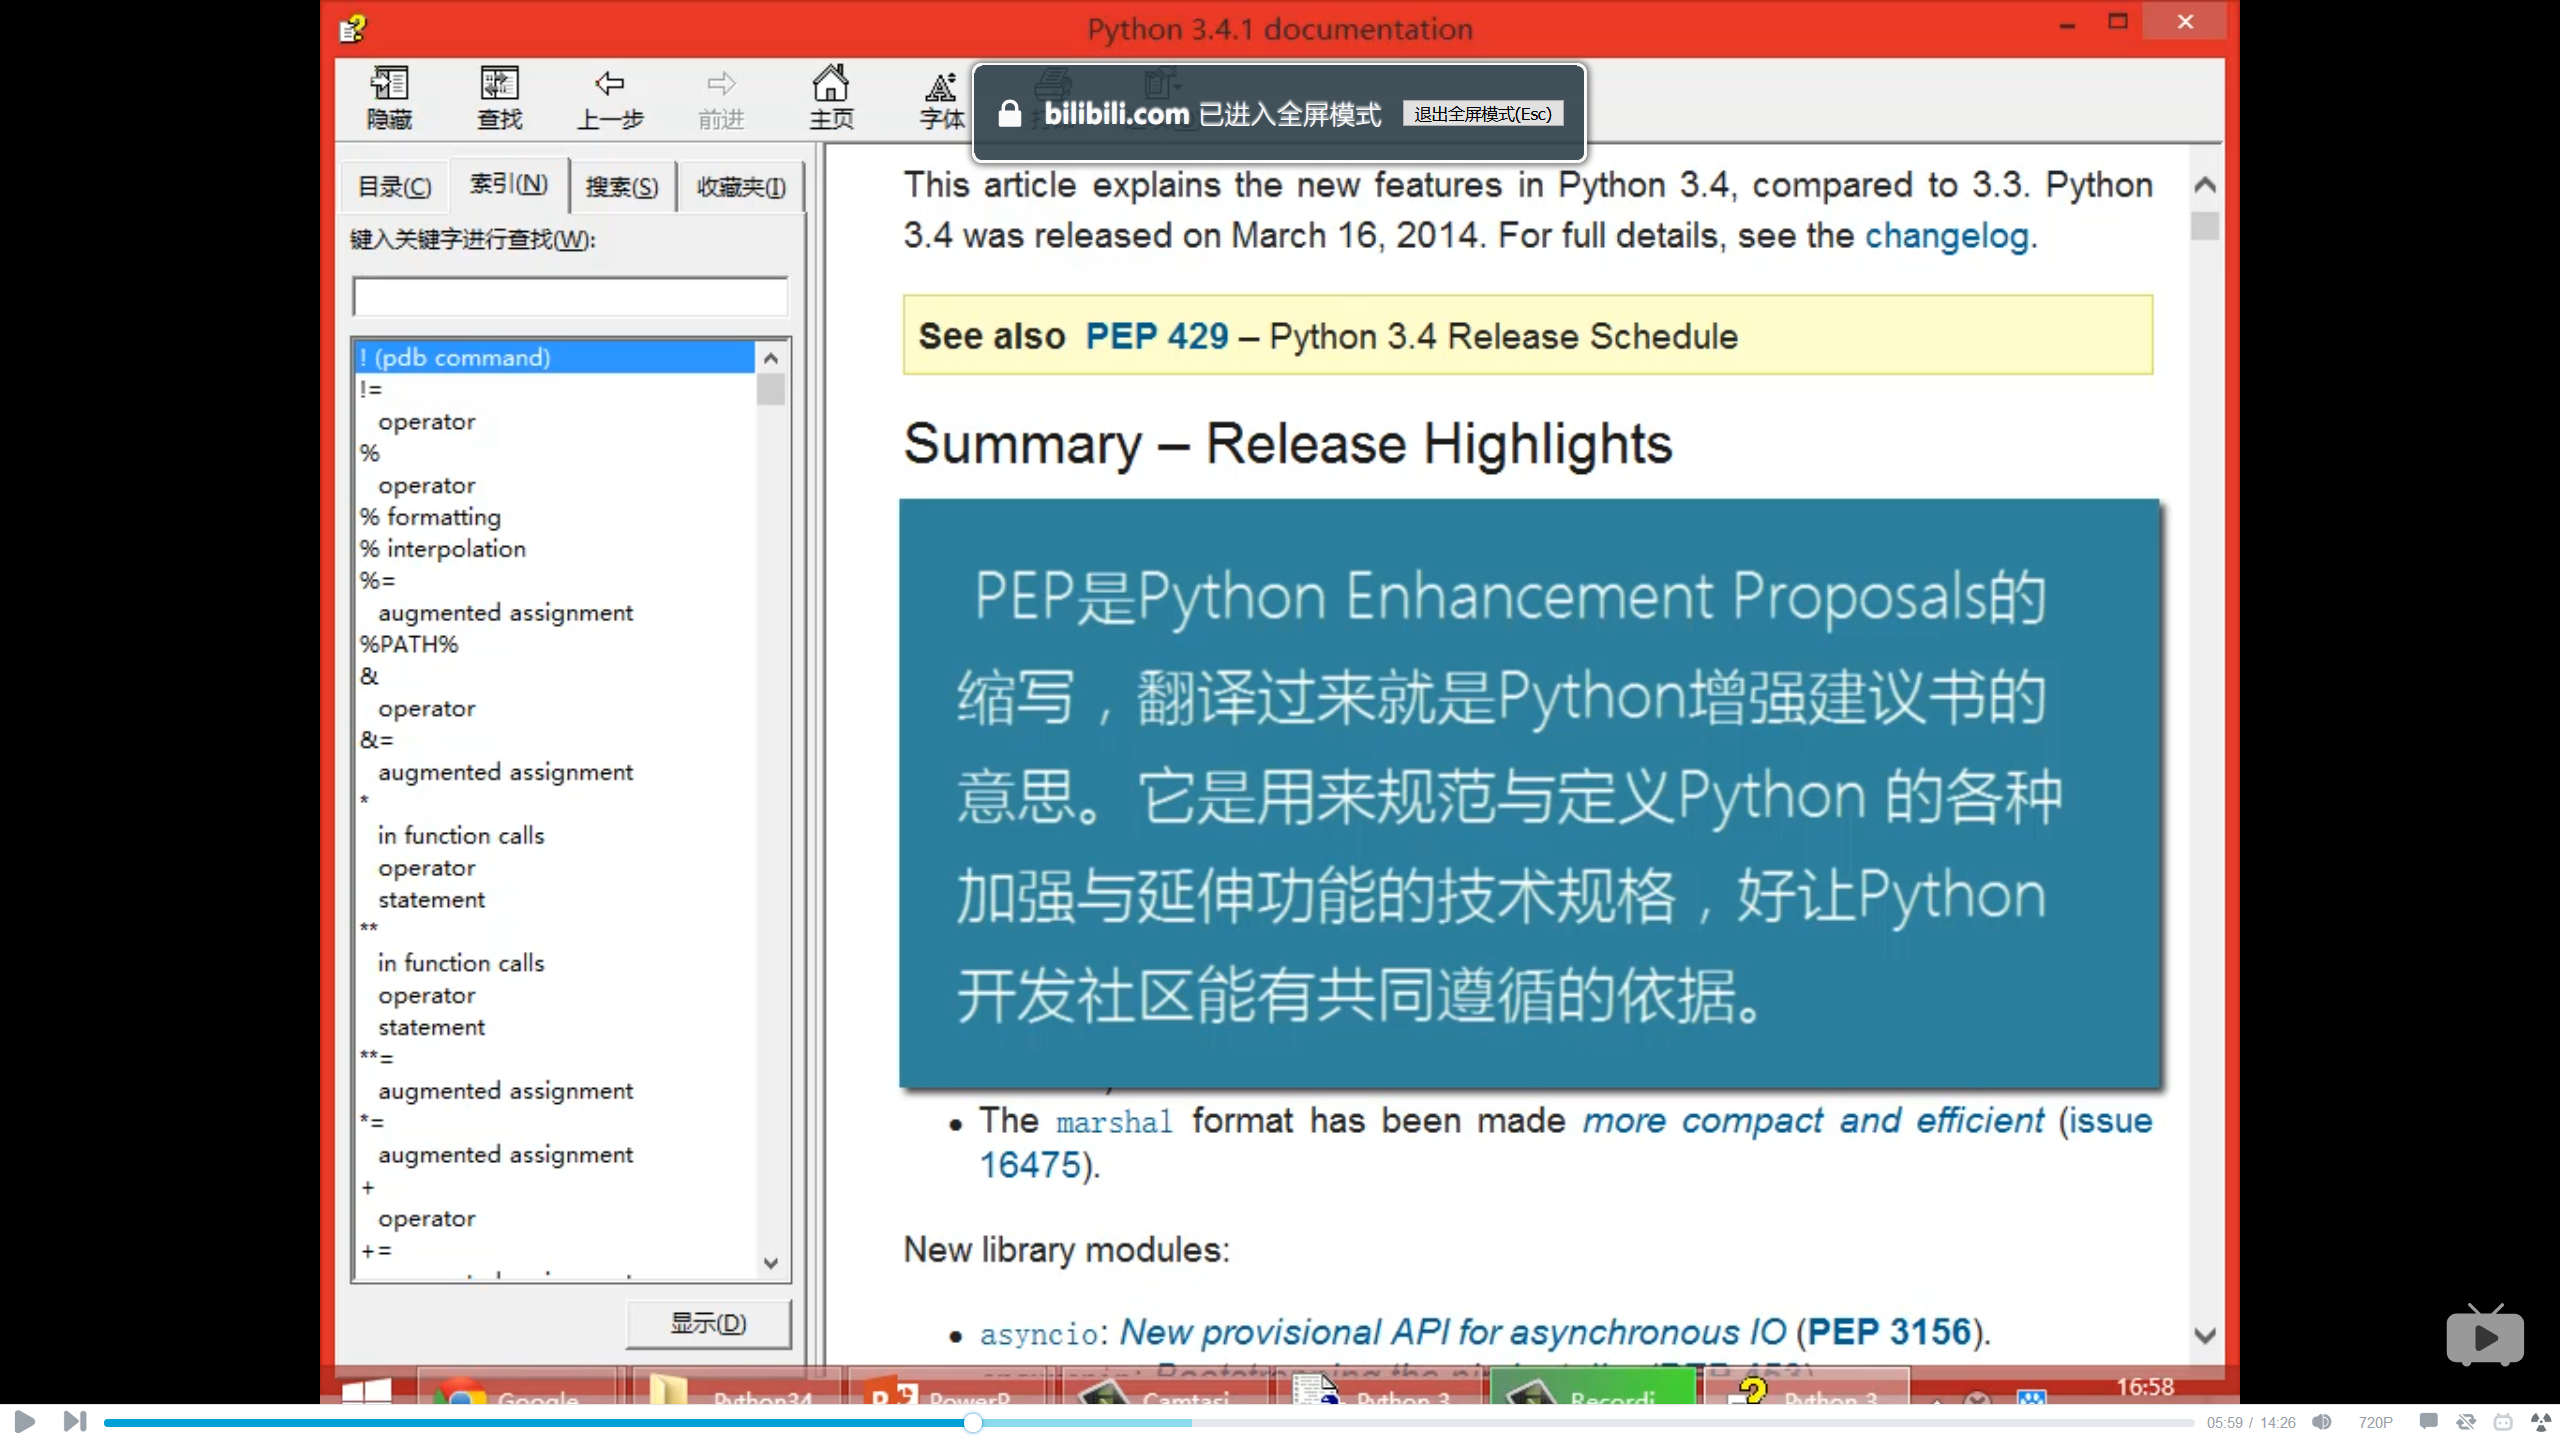 Python 3.4.1 documentation
隐藏
查找
上一步
前进
主页
字体
bilibili.com 已进入全屏模式 退出全屏模式(Esc)
目录(C) 索引(N) 搜索(S) 收藏夹(I)
键入关键字进行查找(W):
! (pdb command)
!=
operator
%
operator
% formatting
% interpolation
%=
augmented assignment
%PATH%
&
operator
&=
augmented assignment
*
in function calls
operator
statement
**
in function calls
operator
statement
**=
augmented assignment
*=
augmented assignment
+
operator
+=
显示(D)
This article explains the new features in Python 3.4, compared to 3.3. Python
3.4 was released on March 16, 2014. For full details, see the changelog.
See also PEP 429 – Python 3.4 Release Schedule
Summary – Release Highlights
PEP是Python Enhancement Proposals的
缩写，翻译过来就是Python增强建议书的
意思。它是用来规范与定义Python 的各种
加强与延伸功能的技术规格，好让Python
开发社区能有共同遵循的依据。
• The marshal format has been made more compact and efficient (issue
16475).
New library modules:
• asyncio: New provisional API for asynchronous IO (PEP 3156).
Google
Python34
PowerP
Camtasi
Python 3
Recordi
Python 3
16:58
05:59 / 14:26
720P